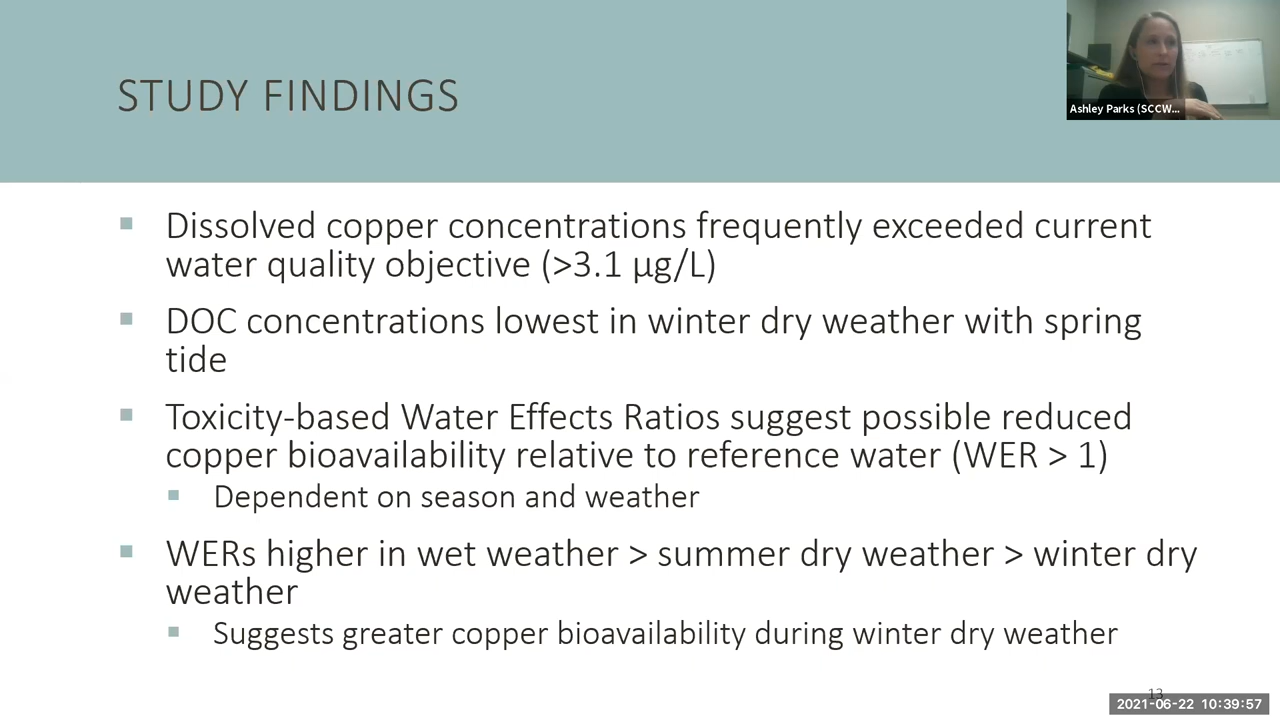 STUDY FINDINGS
Ashley Parks (SCCW...
▪ Dissolved copper concentrations frequently exceeded current
water quality objective (>3.1 µg/L)
▪ DOC concentrations lowest in winter dry weather with spring
tide
▪ Toxicity-based Water Effects Ratios suggest possible reduced
copper bioavailability relative to reference water (WER > 1)
▪ Dependent on season and weather
▪ WERs higher in wet weather > summer dry weather > winter dry
weather
▪ Suggests greater copper bioavailability during winter dry weather
13
2021-06-22 10:39:57